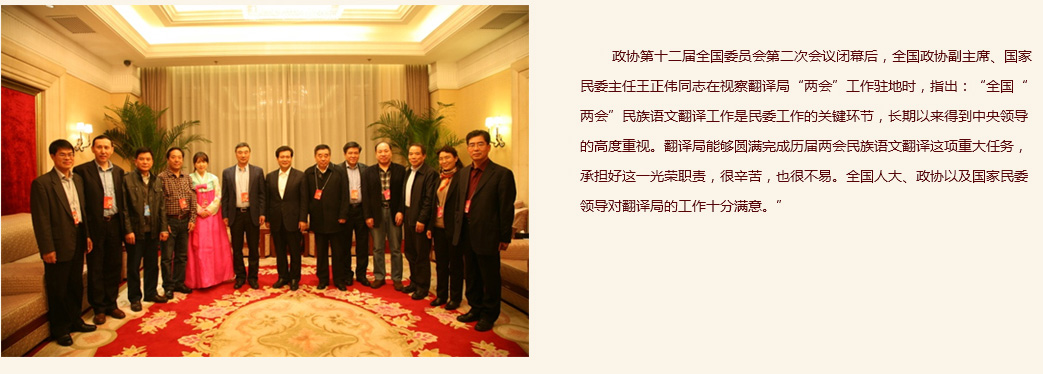 政协第十二届全国委员会第二次会议闭幕后，全国政协副主席、国家
民委主任王正伟同志在视察翻译局“两会”工作驻地时，指出：“全国“
两会”民族语文翻译工作是民委工作的关键环节，长期以来得到中央领导
的高度重视。翻译局能够圆满完成历届两会民族语文翻译这项重大任务，
承担好这一光荣职责，很辛苦，也很不易。全国人大、政协以及国家民委
领导对翻译局的工作十分满意。”